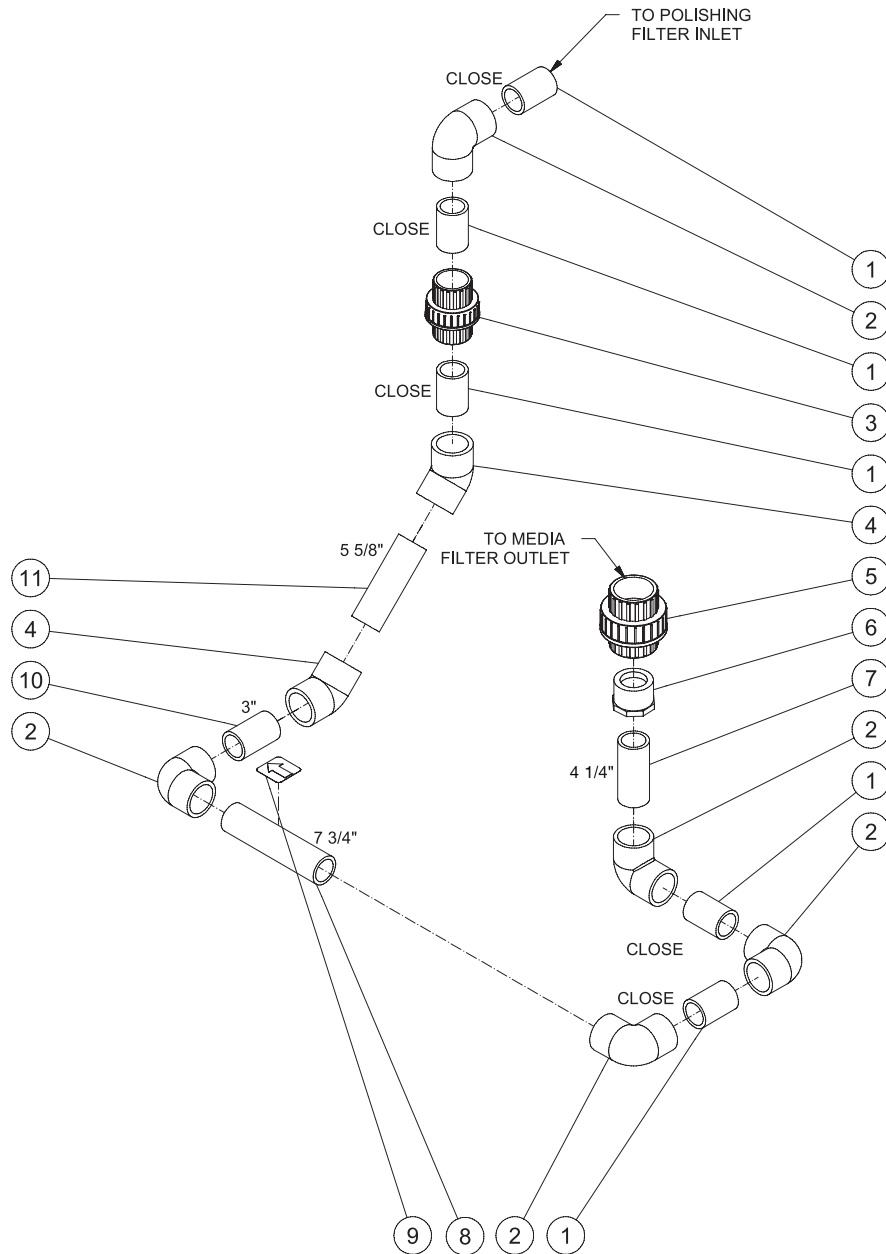 TO POLISHING
FILTER INLET
CLOSE
CLOSE
1
2
1
3
CLOSE
1
4
5 5/8"
TO MEDIA
FILTER OUTLET
11
5
4
6
10
3"
7
2
2
4 1/4"
1
7 3/4"
2
CLOSE
CLOSE
9
8
2
1